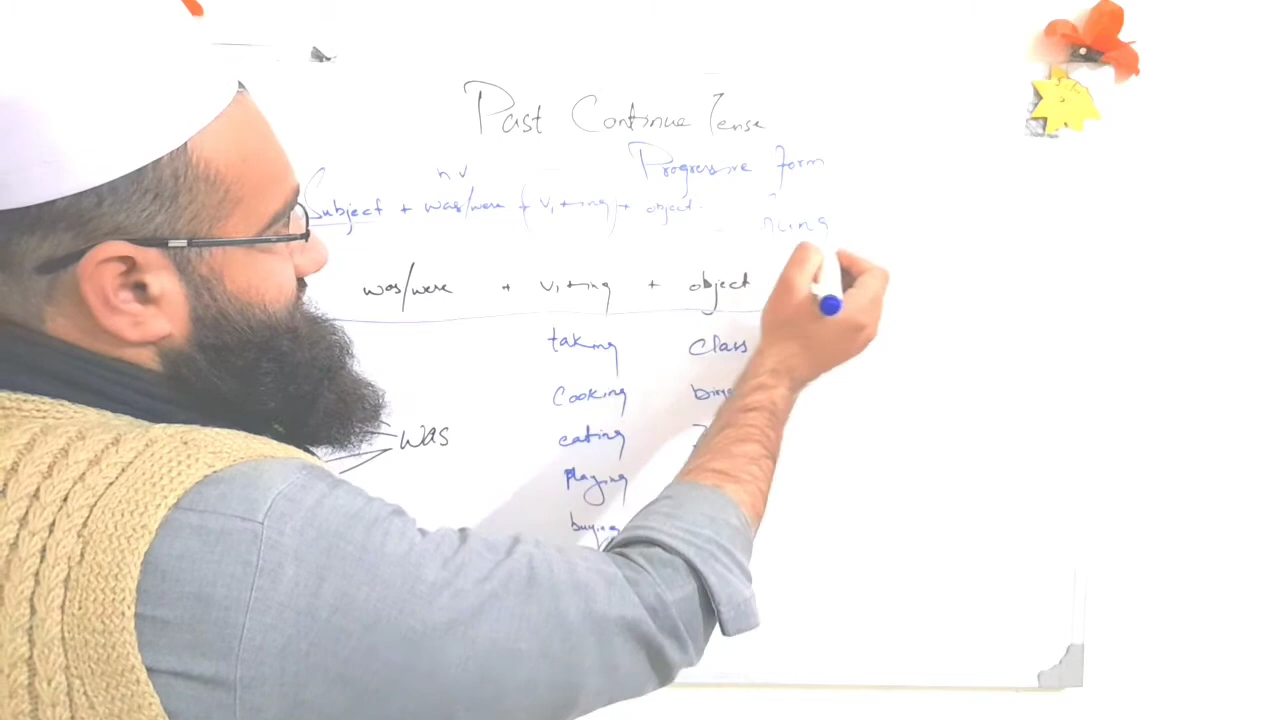 Past Continue Tense
Progressive Form
h v
Subject + was/were + (v1+ing) + object.
was/were + v1+ing + object
taking class
cooking
eating
was
playing
buying